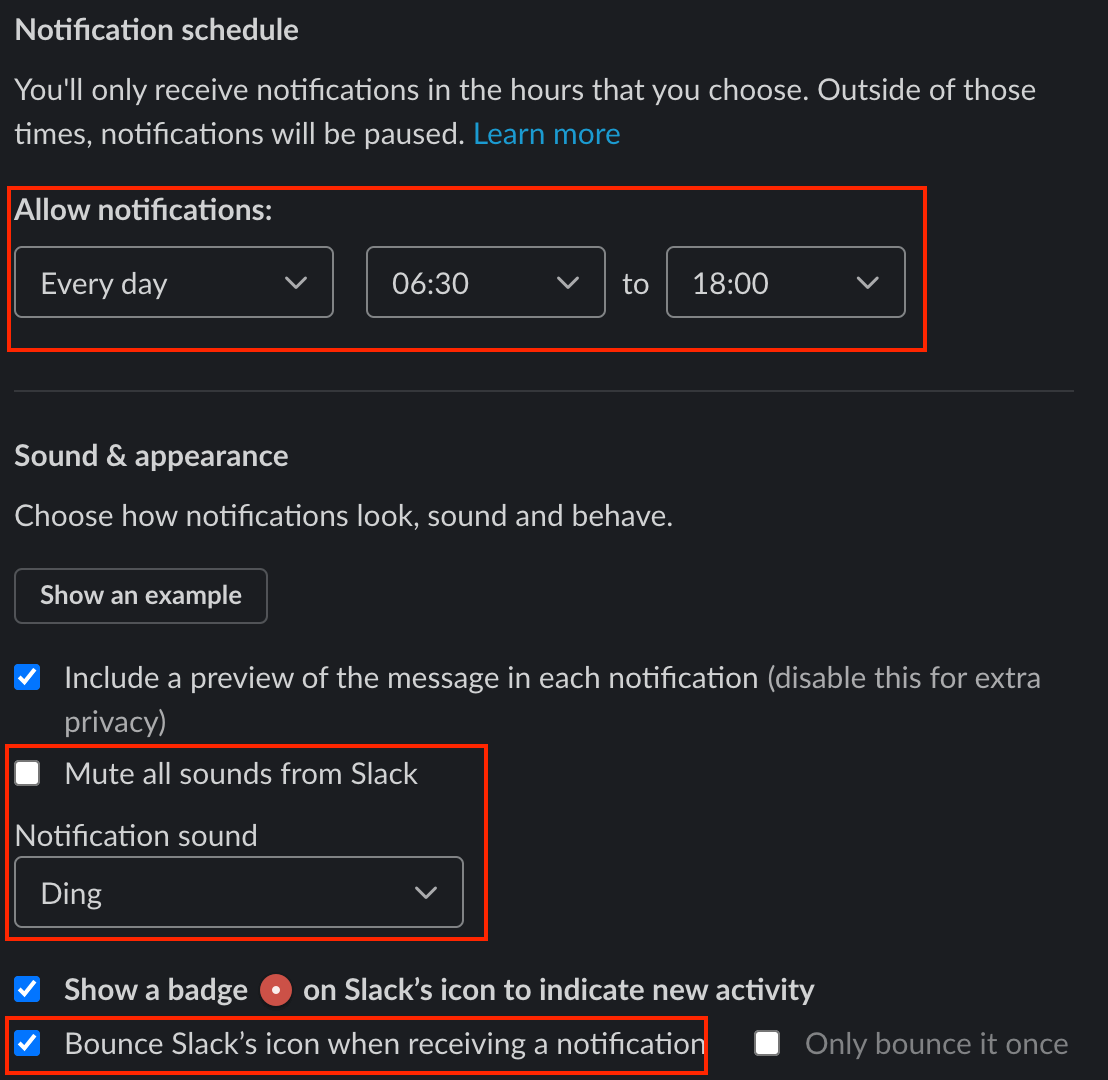 Notification schedule
You'll only receive notifications in the hours that you choose. Outside of those
times, notifications will be paused. Learn more
Allow notifications:
Every day 06:30 to 18:00
Sound & appearance
Choose how notifications look, sound and behave.
Show an example
Include a preview of the message in each notification (disable this for extra
privacy)
Mute all sounds from Slack
Notification sound
Ding
Show a badge on Slack’s icon to indicate new activity
Bounce Slack’s icon when receiving a notification Only bounce it once